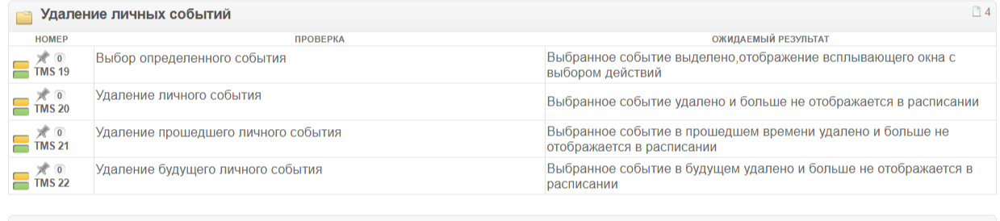 Удаление личных событий
4
НОМЕР ПРОВЕРКА ОЖИДАЕМЫЙ РЕЗУЛЬТАТ
0
TMS 19
Выбор определенного события
Выбранное событие выделено,отображение всплывающего окна с
выбором действий
0
TMS 20
Удаление личного события
Выбранное событие удалено и больше не отображается в расписании
0
TMS 21
Удаление прошедшего личного события
Выбранное событие в прошедшем времени удалено и больше не
отображается в расписании
0
TMS 22
Удаление будущего личного события
Выбранное событие в будущем удалено и больше не отображается в
расписании